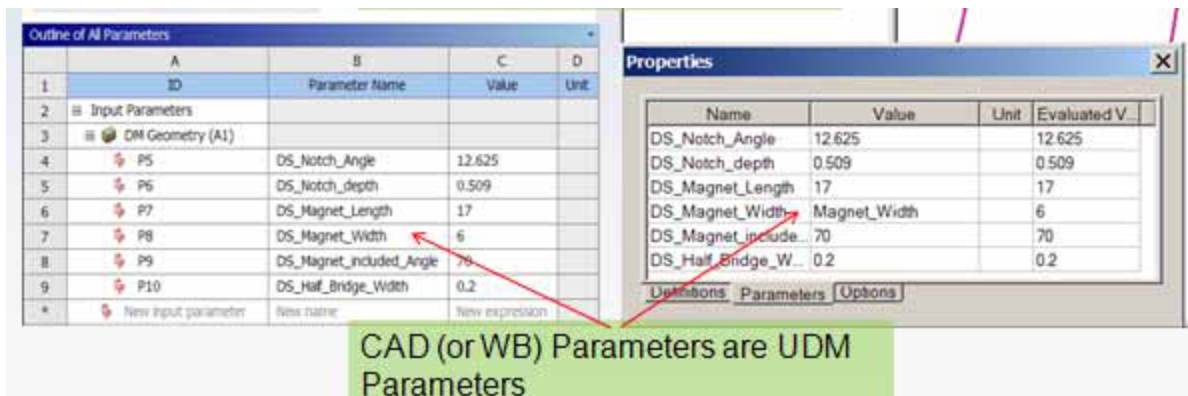 Outline of All Parameters
A B C D
1 ID Parameter Name Value Unit
2 Input Parameters
3 DM Geometry (A1)
4 P5 DS_Notch_Angle 12.625
5 P6 DS_Notch_depth 0.509
6 P7 DS_Magnet_Length 17
7 P8 DS_Magnet_Width 6
8 P9 DS_Magnet_included_Angle 70
9 P10 DS_Half_Bridge_Width 0.2
* New input parameter New name New expression
Properties
Name Value Unit Evaluated V...
DS_Notch_Angle 12.625 12.625
DS_Notch_depth 0.509 0.509
DS_Magnet_Length 17 17
DS_Magnet_Width Magnet_Width 6
DS_Magnet_include... 70 70
DS_Half_Bridge_W... 0.2 0.2
Definitions Parameters Options
CAD (or WB) Parameters are UDM
Parameters